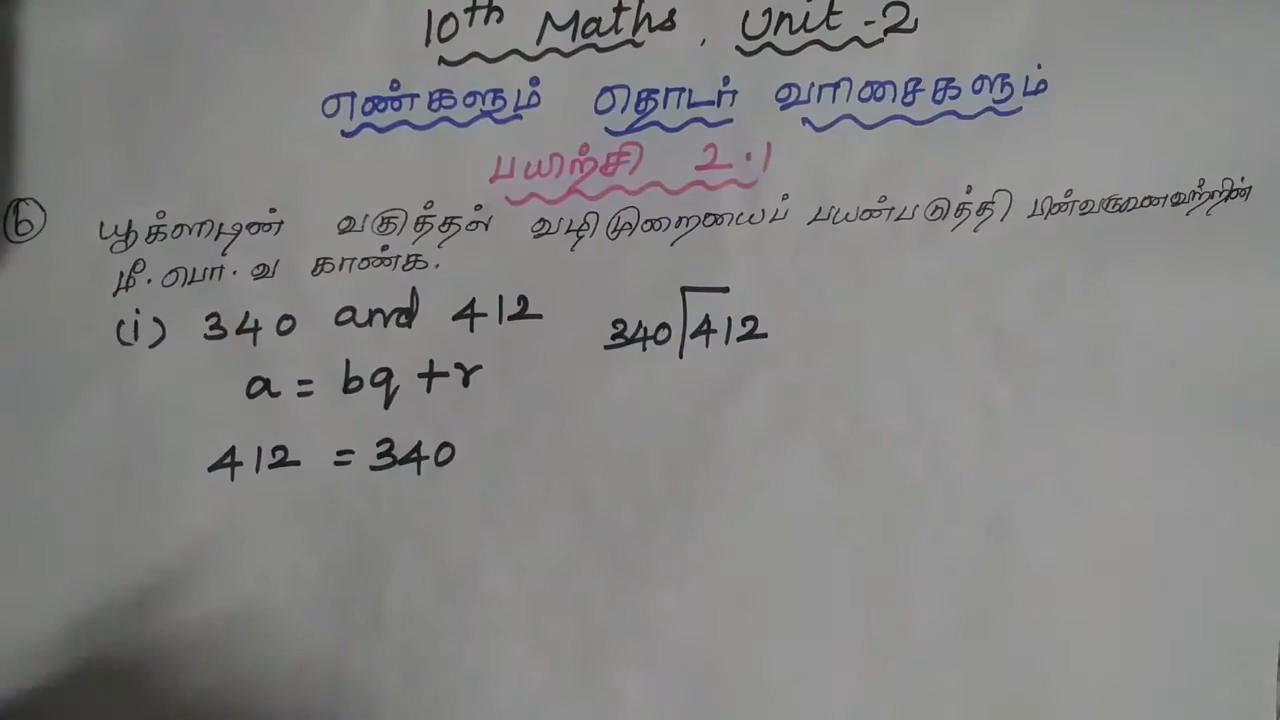 10th Maths, Unit-2
எண்களும் தொடர் வரிசைகளும்
பயிற்சி 2.1
6 யூக்ளிடின் வகுத்தல் வழிமுறையைப் பயன்படுத்தி பின்வருவனவற்றின்
மீ.பொ.வ காண்க.
(i) 340 and 412 340 412
a = bq + r
412 = 340